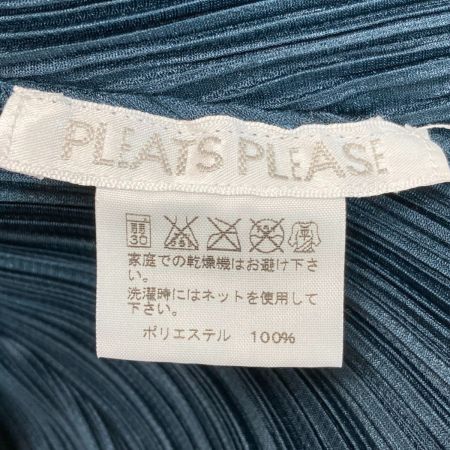 PLEATS PLEASE
弱
30
家庭での乾燥機はお避け下さ
い。
洗濯時にはネットを使用して
下さい。
ポリエステル 100%